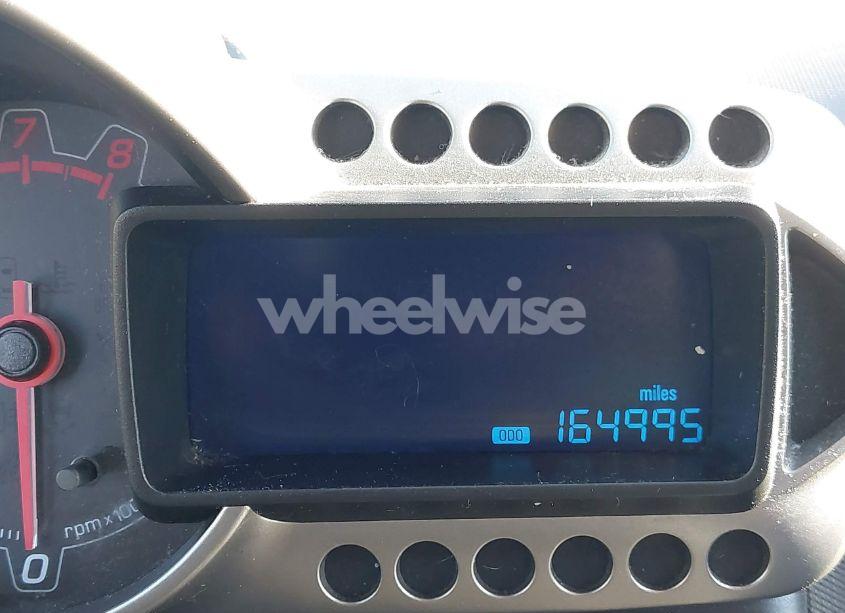 7
8
wheelwise
miles
ODO 164995
rpm x100
0